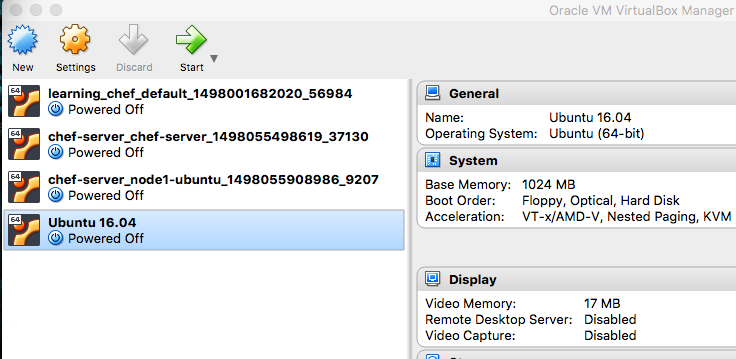 Oracle VM VirtualBox Manager
New
Settings
Discard
Start
64
learning_chef_default_1498001682020_56984
Powered Off
64
chef-server_chef-server_1498055498619_37130
Powered Off
64
chef-server_node1-ubuntu_1498055908986_9207
Powered Off
64
Ubuntu 16.04
Powered Off
General
Name: Ubuntu 16.04
Operating System: Ubuntu (64-bit)
System
Base Memory: 1024 MB
Boot Order: Floppy, Optical, Hard Disk
Acceleration: VT-x/AMD-V, Nested Paging, KVM
Display
Video Memory: 17 MB
Remote Desktop Server: Disabled
Video Capture: Disabled